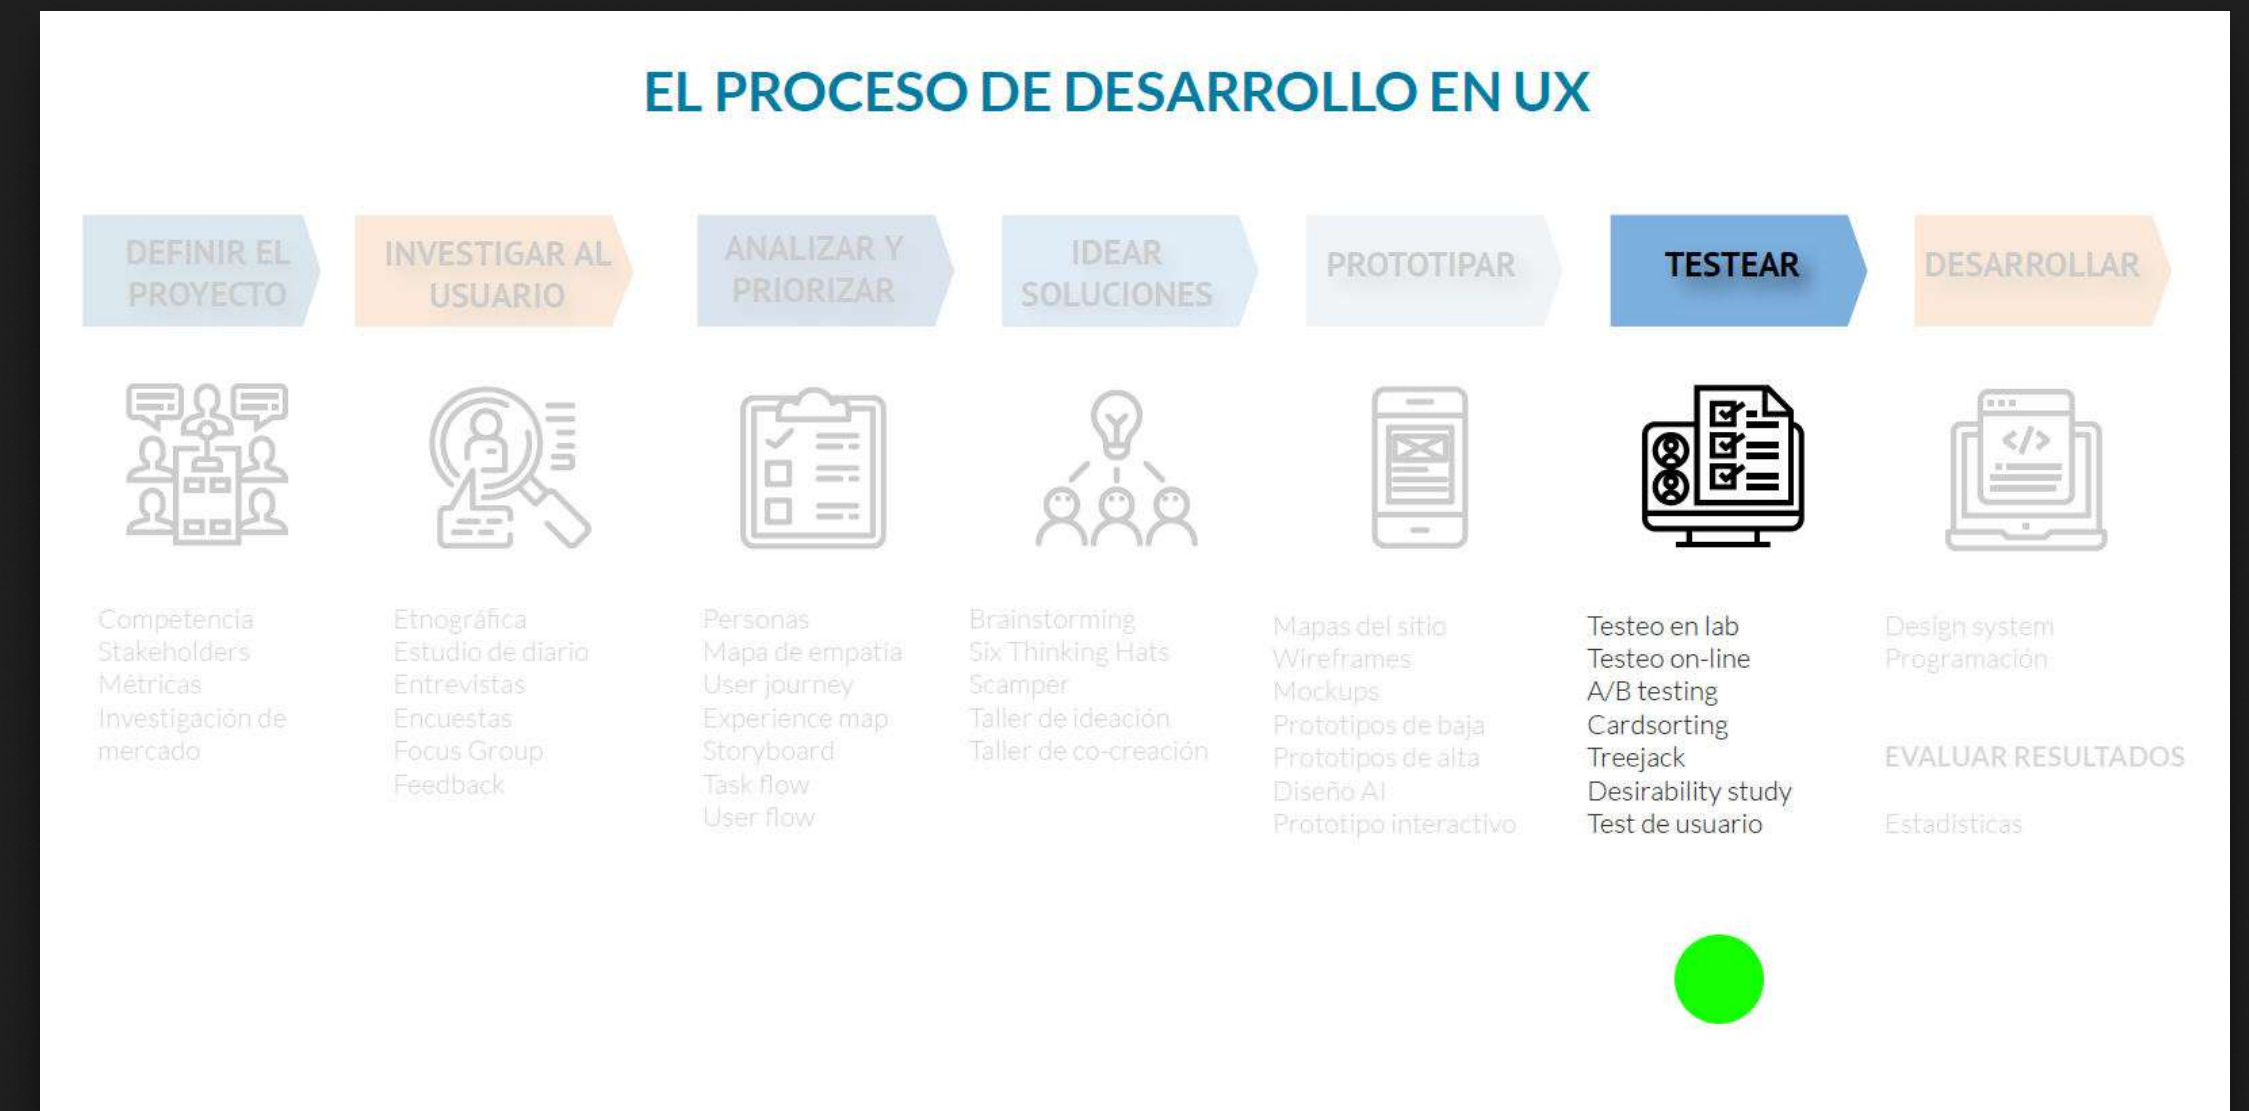 EL PROCESO DE DESARROLLO EN UX
DEFINIR EL
PROYECTO
INVESTIGAR AL
USUARIO
ANALIZAR Y
PRIORIZAR
IDEAR
SOLUCIONES
PROTOTIPAR
TESTEAR
DESARROLLAR
</>
Competencia
Stakeholders
Métricas
Investigación de
mercado
Etnográfica
Estudio de diario
Entrevistas
Encuestas
Focus Group
Feedback
Personas
Mapa de empatía
User journey
Experience map
Storyboard
Task flow
User flow
Brainstorming
Six Thinking Hats
Scamper
Taller de ideación
Taller de co-creación
Mapas del sitio
Wireframes
Mockups
Prototipos de baja
Prototipos de alta
Diseño AI
Prototipo interactivo
Testeo en lab
Testeo on-line
A/B testing
Cardsorting
Treejack
Desirability study
Test de usuario
Design system
Programación
EVALUAR RESULTADOS
Estadísticas